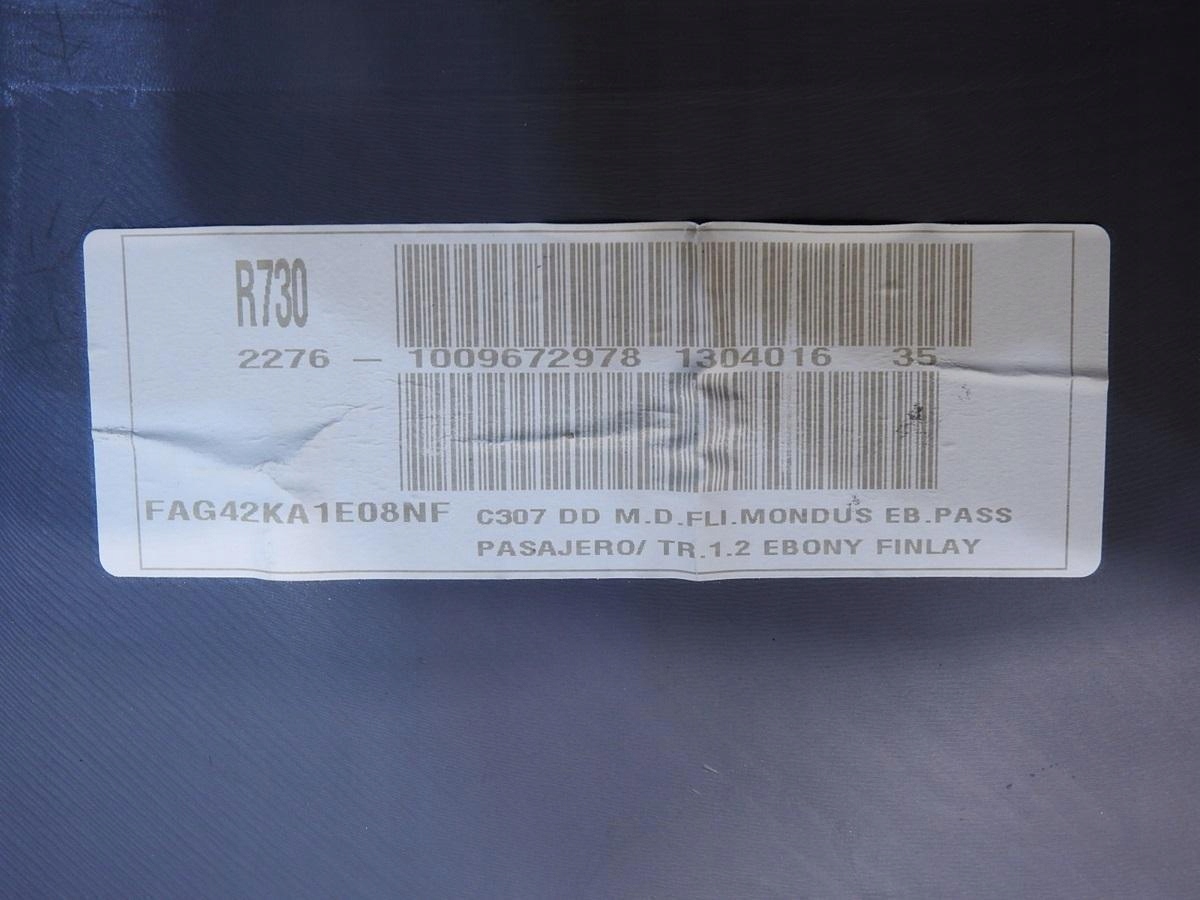 R730
2276 — 1009672978 1304016 35
FAG42KA1E08NF C307 DD M.D.FLI.MONDUS EB.PASS
PASAJERO/ TR.1.2 EBONY FINLAY